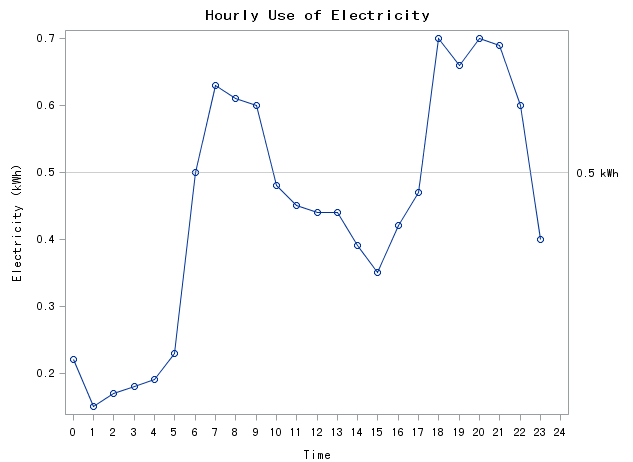 Hourly Use of Electricity
0.7
0.6
0.5
0.4
0.3
0.2
Electricity (kWh)
0.5 kWh
0 1 2 3 4 5 6 7 8 9 10 11 12 13 14 15 16 17 18 19 20 21 22 23 24
Time